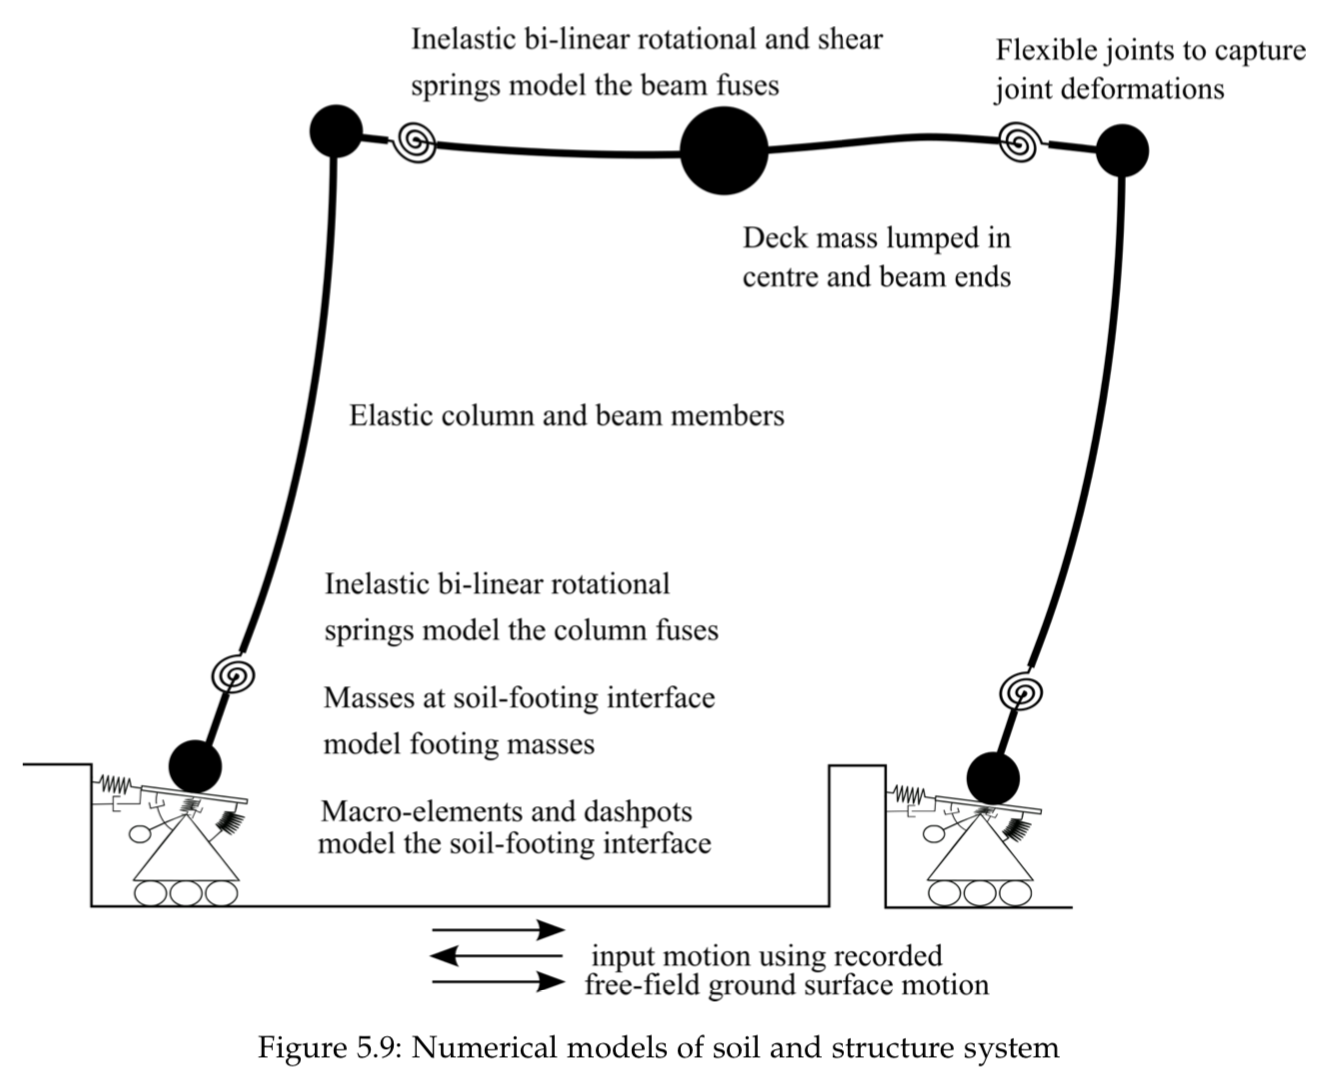 Inelastic bi-linear rotational and shear
springs model the beam fuses
Flexible joints to capture
joint deformations
Deck mass lumped in
centre and beam ends
Elastic column and beam members
Inelastic bi-linear rotational
springs model the column fuses
Masses at soil-footing interface
model footing masses
Macro-elements and dashpots
model the soil-footing interface
input motion using recorded
free-field ground surface motion
Figure 5.9: Numerical models of soil and structure system